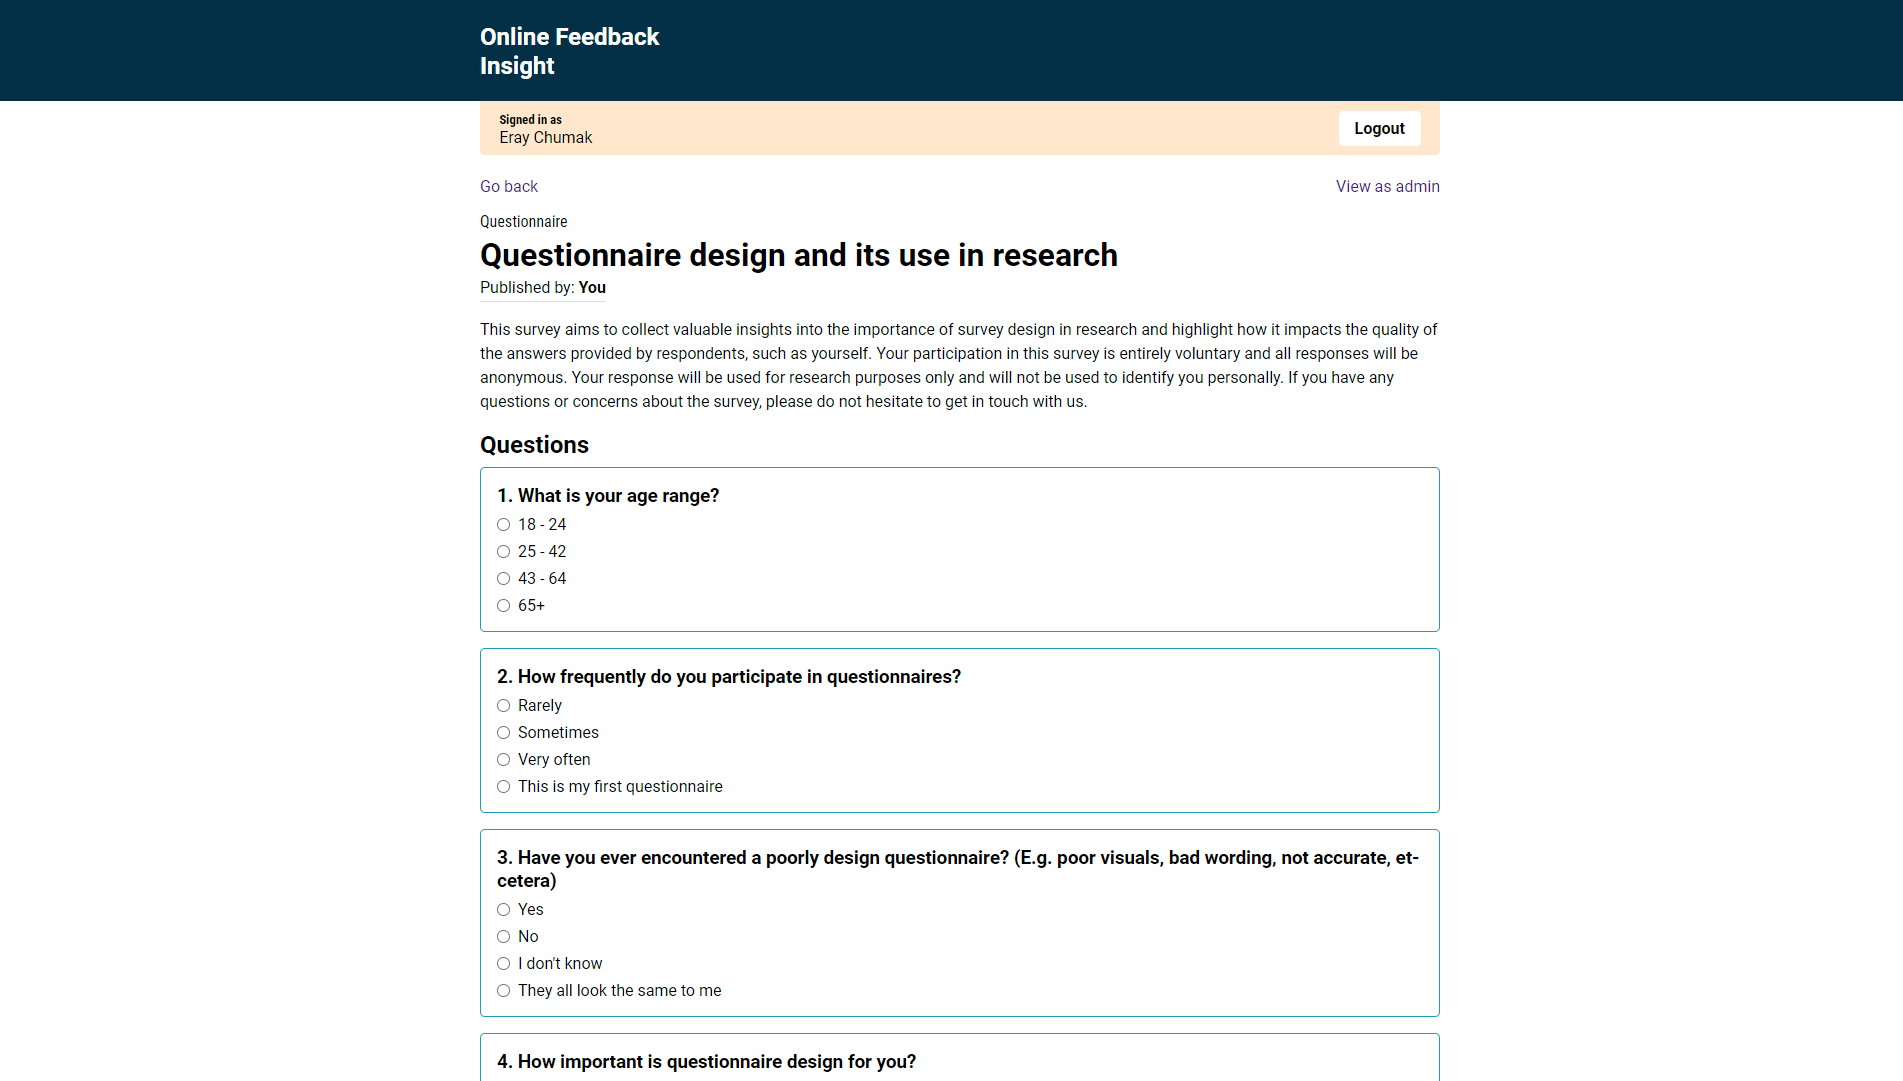 Online Feedback
Insight
Signed in as
Eray Chumak
Logout
Go back
View as admin
Questionnaire
Questionnaire design and its use in research
Published by: You
This survey aims to collect valuable insights into the importance of survey design in research and highlight how it impacts the quality of
the answers provided by respondents, such as yourself. Your participation in this survey is entirely voluntary and all responses will be
anonymous. Your response will be used for research purposes only and will not be used to identify you personally. If you have any
questions or concerns about the survey, please do not hesitate to get in touch with us.
Questions
1. What is your age range?
18 - 24
25 - 42
43 - 64
65+
2. How frequently do you participate in questionnaires?
Rarely
Sometimes
Very often
This is my first questionnaire
3. Have you ever encountered a poorly design questionnaire? (E.g. poor visuals, bad wording, not accurate, et-
cetera)
Yes
No
I don't know
They all look the same to me
4. How important is questionnaire design for you?